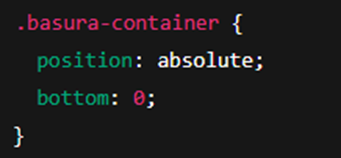 .basura-container {
position: absolute;
bottom: 0;
}